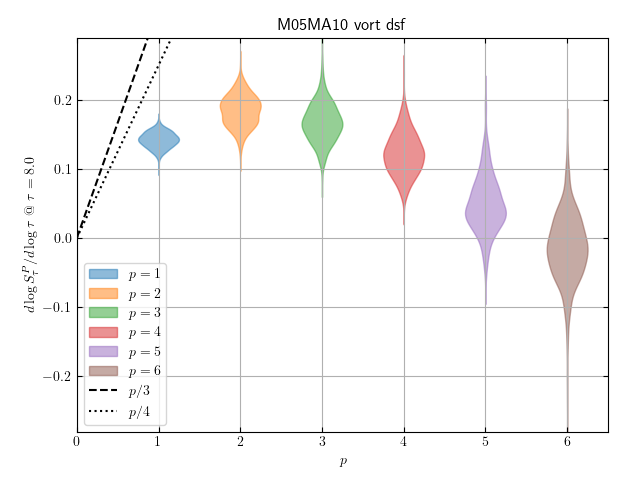 M05MA10 vort dsf
d log S_τ^P / d log τ @ τ = 8.0
0.2
0.1
0.0
−0.1
−0.2
p = 1
p = 2
p = 3
p = 4
p = 5
p = 6
p/3
p/4
0 1 2 3 4 5 6
p